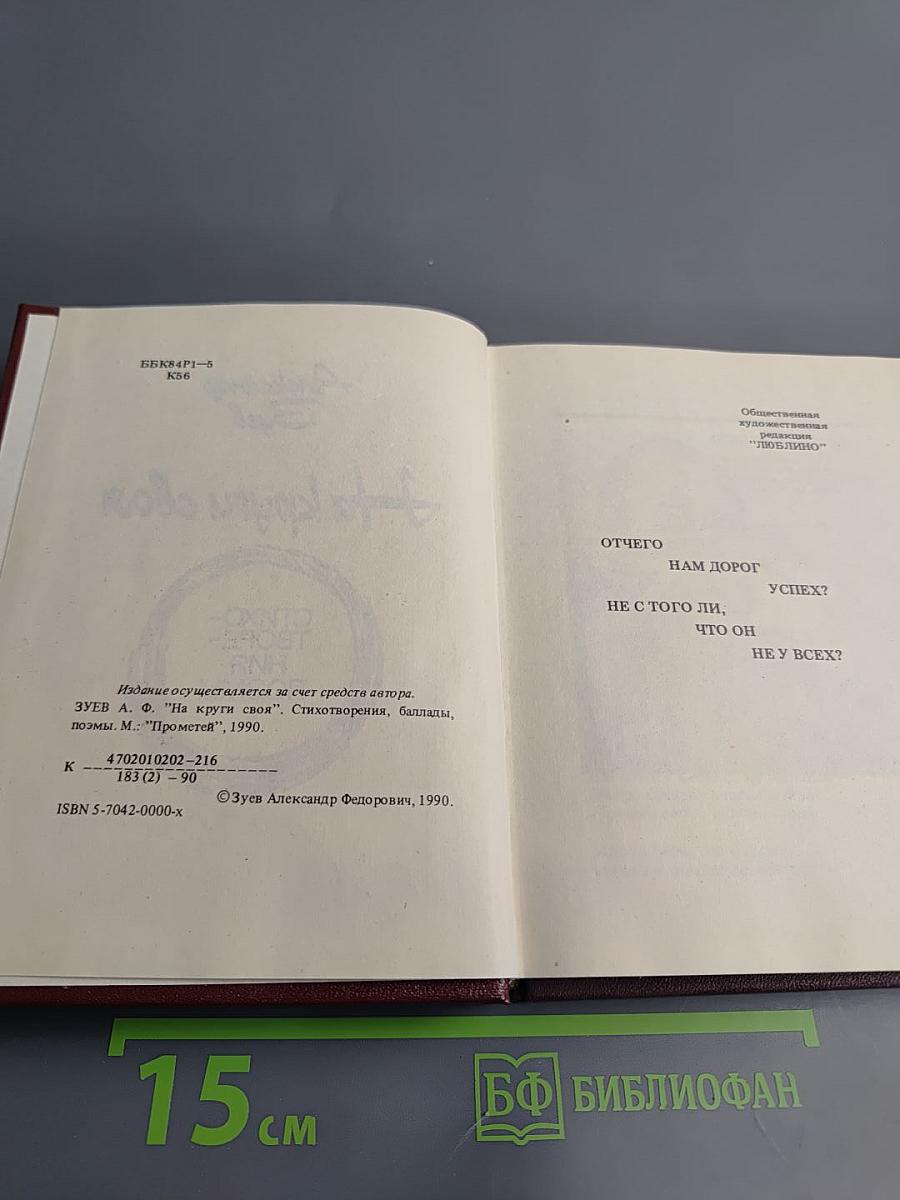 ББК84Р1—5
К56
Издание осуществляется за счет средств автора.
ЗУЕВ А. Ф. "На круги своя". Стихотворения, баллады,
поэмы. М.: "Прометей", 1990.
К 4702010202—216
183(2) — 90
© Зуев Александр Федорович, 1990.
ISBN 5-7042-0000-х
Общественная
художественная
редакция
"ЛЮБЛИНО"
ОТЧЕГО
НАМ ДОРОГ
УСПЕХ?
НЕ С ТОГО ЛИ,
ЧТО ОН
НЕ У ВСЕХ?
15 см
БФ БИБЛИОФАН